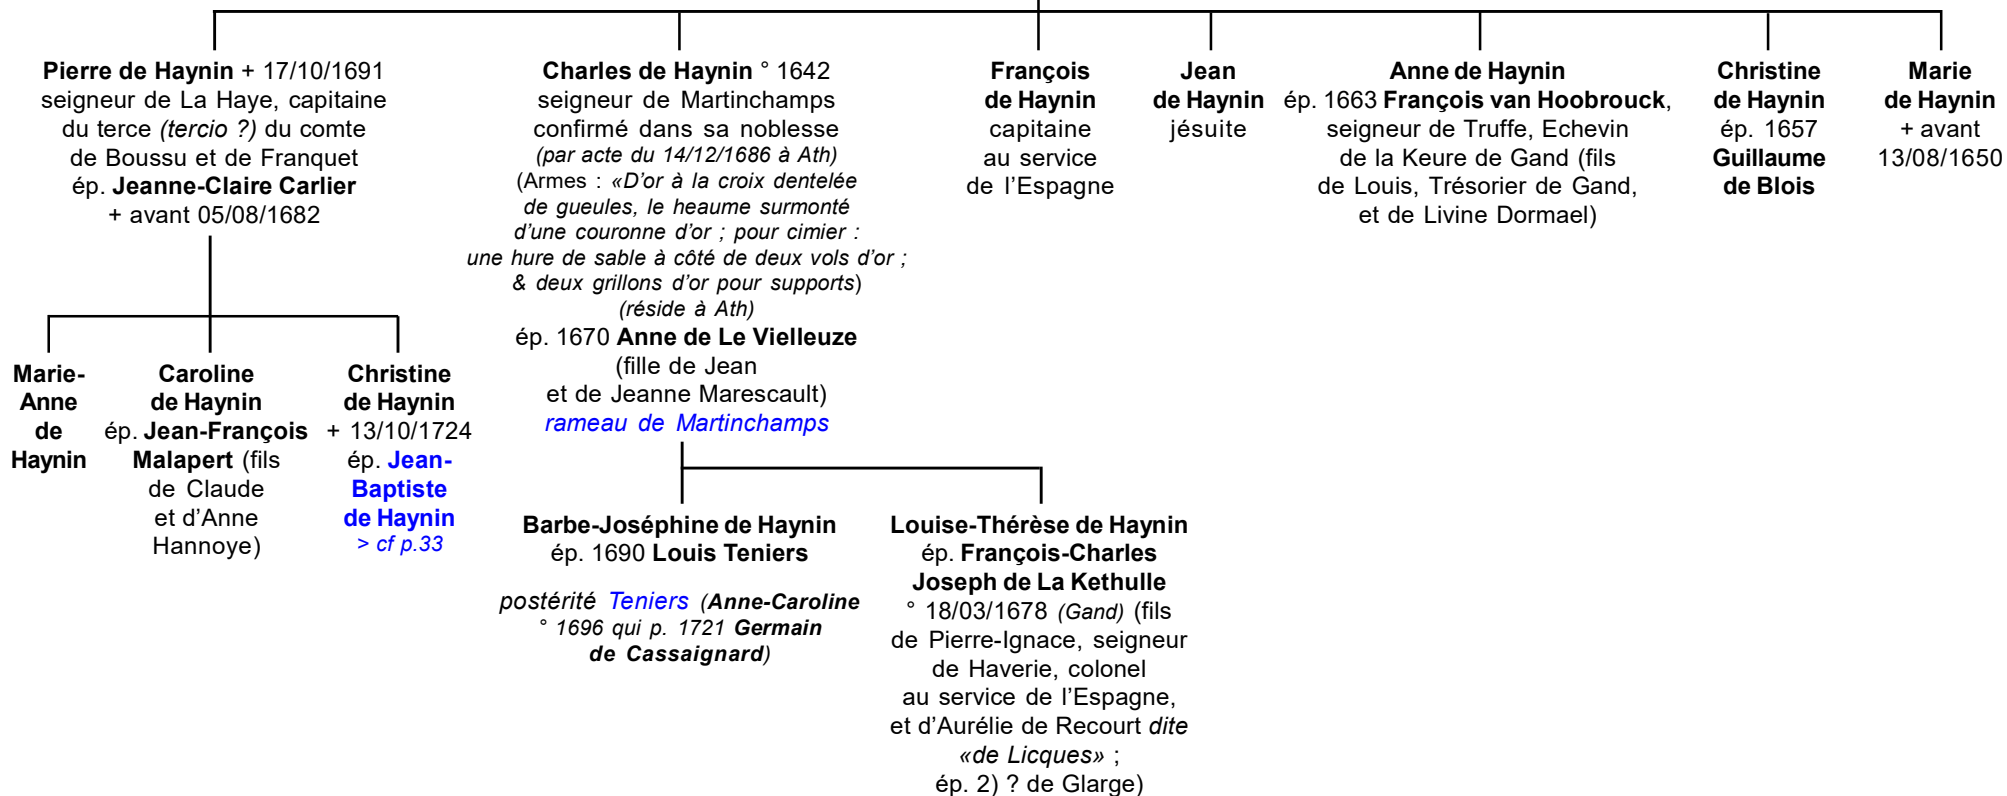 Pierre de Haynin + 17/10/1691
seigneur de La Haye, capitaine
du terce (tercio ?) du comte
de Boussu et de Franquet
ép. Jeanne-Claire Carlier
+ avant 05/08/1682
Charles de Haynin ° 1642
seigneur de Martinchamps
confirmé dans sa noblesse
(par acte du 14/12/1686 à Ath)
(Armes : «D’or à la croix dentelée
de gueules, le heaume surmonté
d’une couronne d’or ; pour cimier :
une hure de sable à côté de deux vols d’or ;
& deux grillons d’or pour supports)
(réside à Ath)
ép. 1670 Anne de Le Vielleuze
(fille de Jean
et de Jeanne Marescault)
rameau de Martinchamps
François
de Haynin
capitaine
au service
de l’Espagne
Jean
de Haynin
jésuite
Anne de Haynin
ép. 1663 François van Hoobrouck,
seigneur de Truffe, Echevin
de la Keure de Gand (fils
de Louis, Trésorier de Gand,
et de Livine Dormael)
Christine
de Haynin
ép. 1657
Guillaume
de Blois
Marie
de Haynin
+ avant
13/08/1650
Marie-
Anne
de
Haynin
Caroline
de Haynin
ép. Jean-François
Malapert (fils
de Claude
et d’Anne
Hannoye)
Christine
de Haynin
+ 13/10/1724
ép. Jean-
Baptiste
de Haynin
> cf p.33
Barbe-Joséphine de Haynin
ép. 1690 Louis Teniers
postérité Teniers (Anne-Caroline
° 1696 qui p. 1721 Germain
de Cassaignard)
Louise-Thérèse de Haynin
ép. François-Charles
Joseph de La Kethulle
° 18/03/1678 (Gand) (fils
de Pierre-Ignace, seigneur
de Haverie, colonel
au service de l’Espagne,
et d’Aurélie de Recourt dite
«de Licques» ;
ép. 2) ? de Glarge)